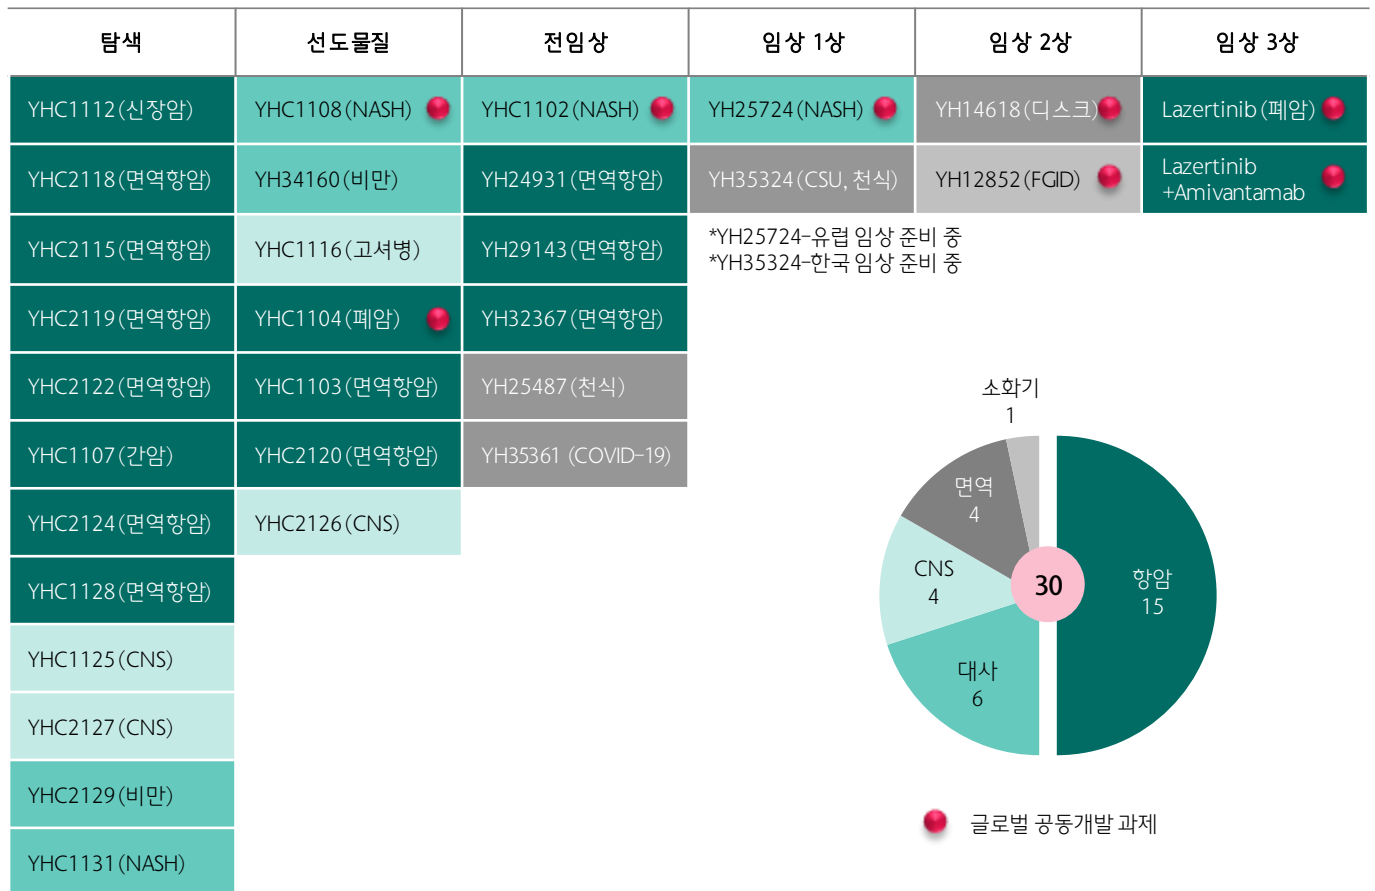 탐색 선도물질 전임상 임상 1상 임상 2상 임상 3상
YHC1112(신장암) YHC1108(NASH) YHC1102(NASH) YH25724(NASH) YH14618(디스크) Lazertinib(폐암)
YHC2118(면역항암) YH34160(비만) YH24931(면역항암) YH35324(CSU, 천식) YH12852(FGID) Lazertinib
+Amivantamab
YHC2115(면역항암) YHC1116(고셔병) YH29143(면역항암) *YH25724-유럽 임상 준비 중
*YH35324-한국 임상 준비 중
YHC2119(면역항암) YHC1104(폐암) YH32367(면역항암)
YHC2122(면역항암) YHC1103(면역항암) YH25487(천식)
YHC1107(간암) YHC2120(면역항암) YH35361 (COVID-19)
YHC2124(면역항암) YHC2126(CNS)
YHC1128(면역항암)
YHC1125(CNS)
YHC2127(CNS)
YHC2129(비만)
YHC1131(NASH)
소화기
1
면역
4
CNS
4
30
항암
15
대사
6
글로벌 공동개발 과제